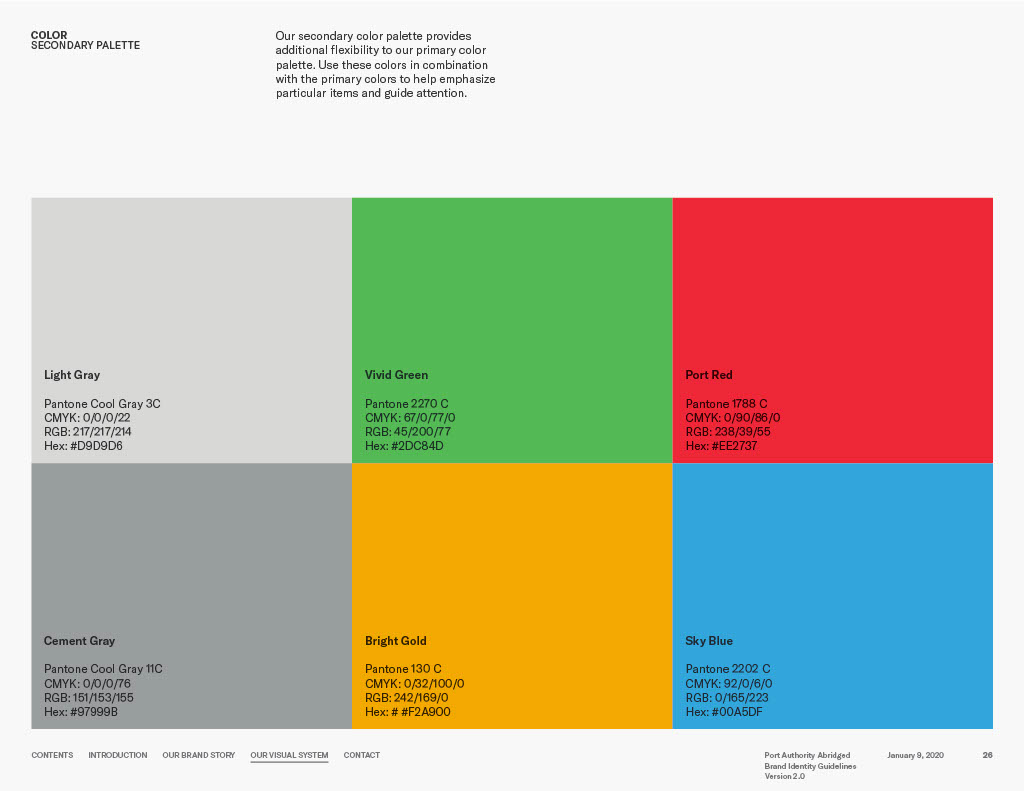 COLOR
SECONDARY PALETTE
Our secondary color palette provides
additional flexibility to our primary color
palette. Use these colors in combination
with the primary colors to help emphasize
particular items and guide attention.
Light Gray
Pantone Cool Gray 3C
CMYK: 0/0/0/22
RGB: 217/217/214
Hex: #D9D9D6
Vivid Green
Pantone 2270 C
CMYK: 67/0/77/0
RGB: 45/200/77
Hex: #2DC84D
Port Red
Pantone 1788 C
CMYK: 0/90/86/0
RGB: 238/39/55
Hex: #EE2737
Cement Gray
Pantone Cool Gray 11C
CMYK: 0/0/0/76
RGB: 151/153/155
Hex: #97999B
Bright Gold
Pantone 130 C
CMYK: 0/32/100/0
RGB: 242/169/0
Hex: # #F2A900
Sky Blue
Pantone 2202 C
CMYK: 92/0/6/0
RGB: 0/165/223
Hex: #00A5DF
CONTENTS INTRODUCTION OUR BRAND STORY OUR VISUAL SYSTEM CONTACT
Port Authority Abridged
Brand Identity Guidelines
Version 2.0
January 9, 2020
26